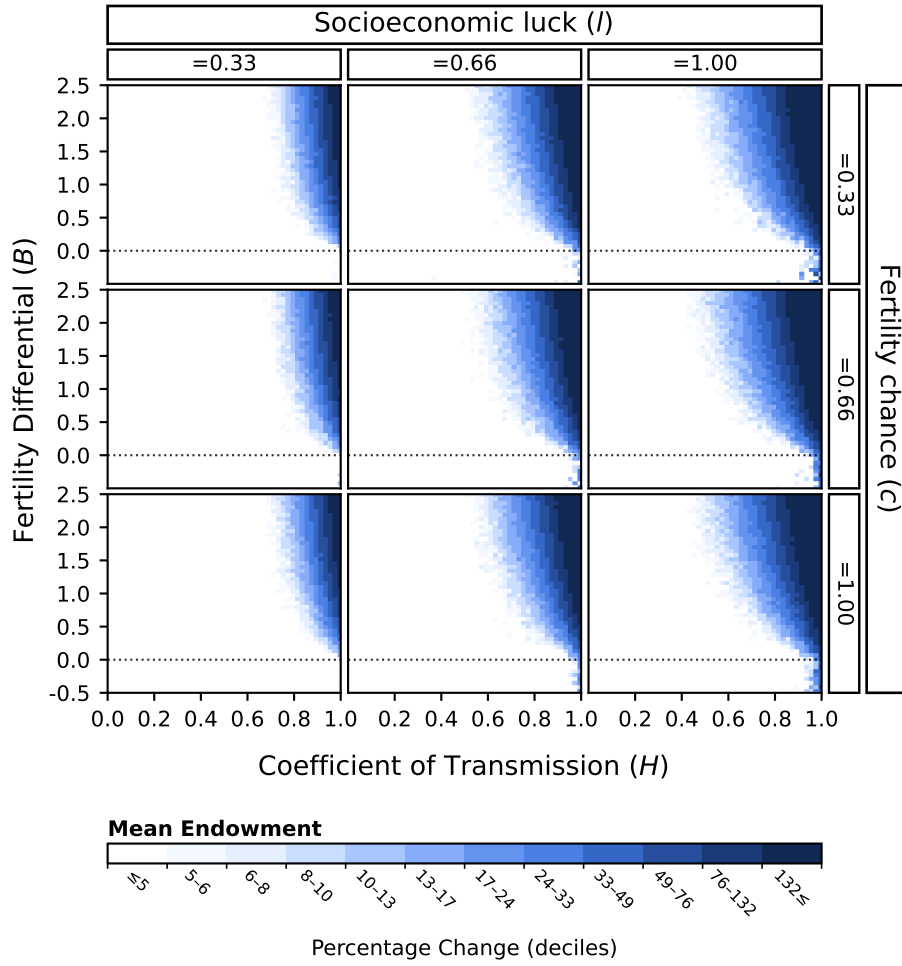 Socioeconomic luck (l)
=0.33 =0.66 =1.00
2.5
2.0
1.5
1.0
0.5
0.0
=0.33
2.5
2.0
1.5
1.0
0.5
0.0
=0.66
2.5
2.0
1.5
1.0
0.5
0.0
-0.5
=1.00
Fertility Differential (B)
Fertility chance (c)
0.0 0.2 0.4 0.6 0.8 1.0 0.2 0.4 0.6 0.8 1.0 0.2 0.4 0.6 0.8 1.0
Coefficient of Transmission (H)
Mean Endowment
≤5 5–6 6–8 8–10 10–13 13–17 17–24 24–33 33–49 49–76 76–132 132≤
Percentage Change (deciles)